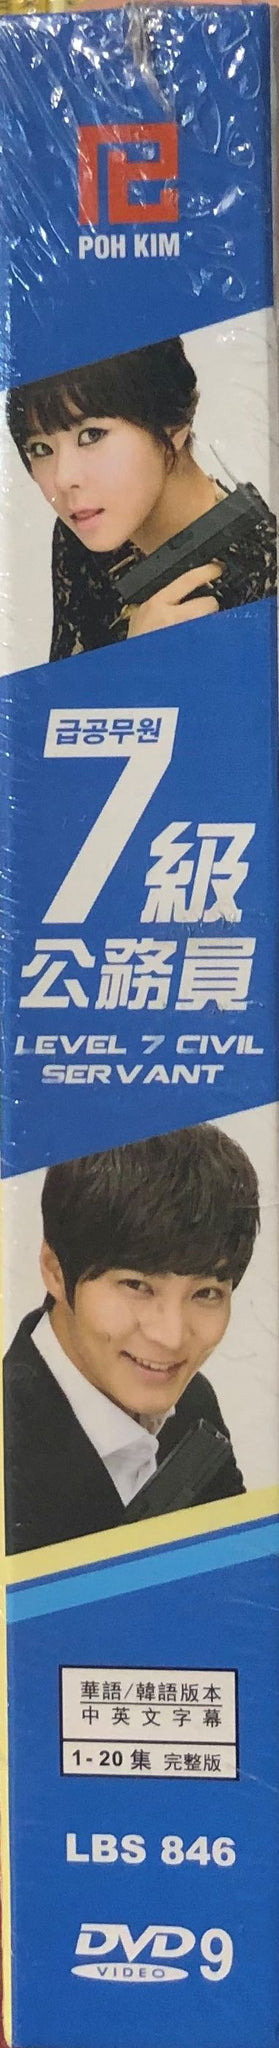 POH KIM
급공무원
7級
公務員
LEVEL 7 CIVIL
SERVANT
華語/韓語版本
中英文字幕
1-20集 完整版
LBS 846
DVD 9
VIDEO